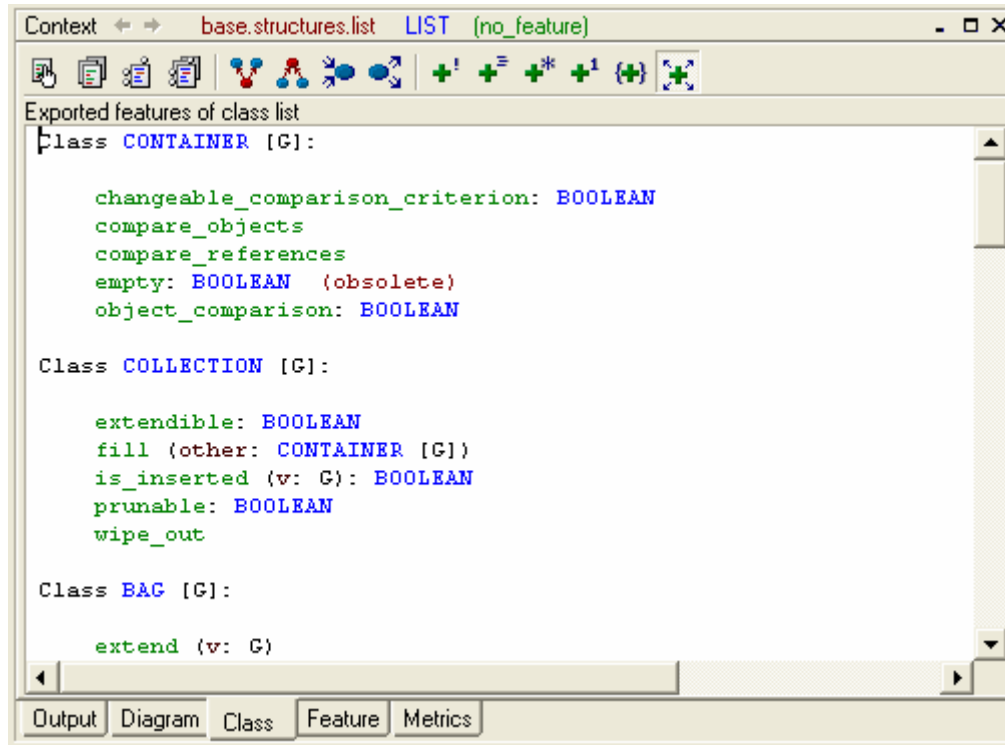 Context base.structures.list LIST (no_feature)
Exported features of class list
Class CONTAINER [G]:
changeable_comparison_criterion: BOOLEAN
compare_objects
compare_references
empty: BOOLEAN (obsolete)
object_comparison: BOOLEAN
Class COLLECTION [G]:
extendible: BOOLEAN
fill (other: CONTAINER [G])
is_inserted (v: G): BOOLEAN
prunable: BOOLEAN
wipe_out
Class BAG [G]:
extend (v: G)
Output Diagram Class Feature Metrics